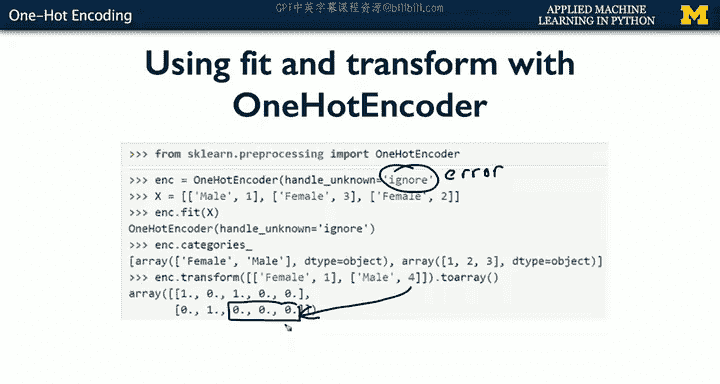 One-Hot Encoding
GPT中英字幕课程资源@bilibili.com
APPLIED MACHINE
LEARNING IN PYTHON
M
Using fit and transform with
OneHotEncoder
>>> from sklearn.preprocessing import OneHotEncoder
>>> enc = OneHotEncoder(handle_unknown='ignore') error
>>> X = [['Male', 1], ['Female', 3], ['Female', 2]]
>>> enc.fit(X)
OneHotEncoder(handle_unknown='ignore')
>>> enc.categories_
[array(['Female', 'Male'], dtype=object), array([1, 2, 3], dtype=object)]
>>> enc.transform([['Female', 1], ['Male', 4]]).toarray()
array([[1., 0., 1., 0., 0.],
[0., 1., 0., 0., 0.]])